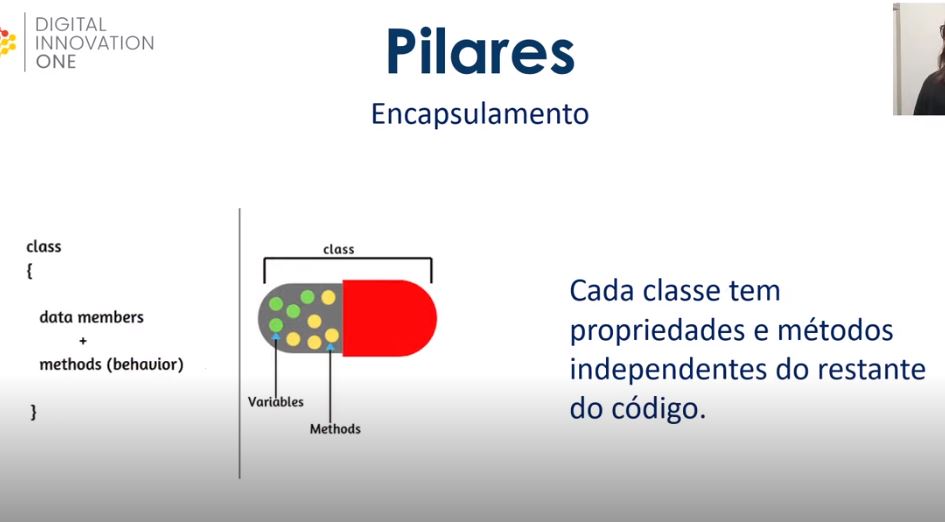 DIGITAL
INNOVATION
ONE
Pilares
Encapsulamento
class
{
data members
+
methods (behavior)
}
class
Variables
Methods
Cada classe tem
propriedades e métodos
independentes do restante
do código.